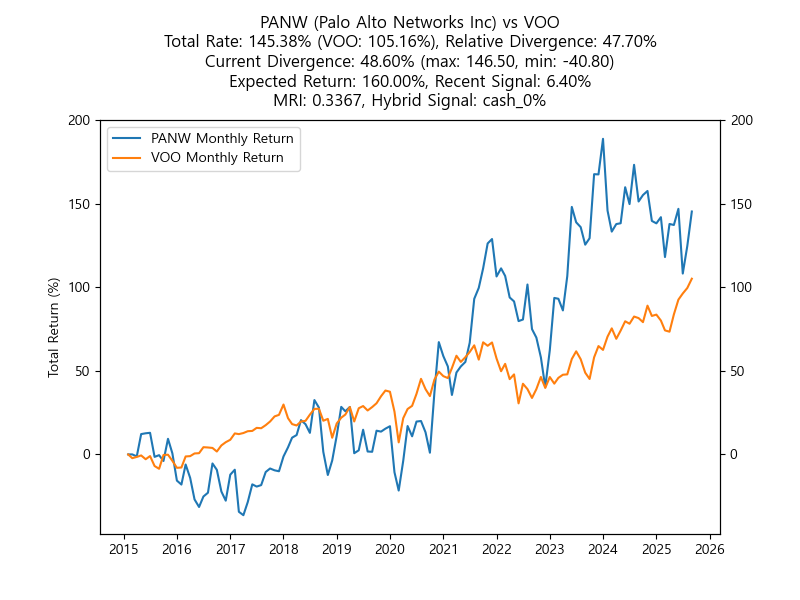 PANW (Palo Alto Networks Inc) vs VOO
Total Rate: 145.38% (VOO: 105.16%), Relative Divergence: 47.70%
Current Divergence: 48.60% (max: 146.50, min: -40.80)
Expected Return: 160.00%, Recent Signal: 6.40%
MRI: 0.3367, Hybrid Signal: cash_0%
PANW Monthly Return
VOO Monthly Return
Total Return (%)
200
150
100
50
0
200
150
100
50
0
2015 2016 2017 2018 2019 2020 2021 2022 2023 2024 2025 2026